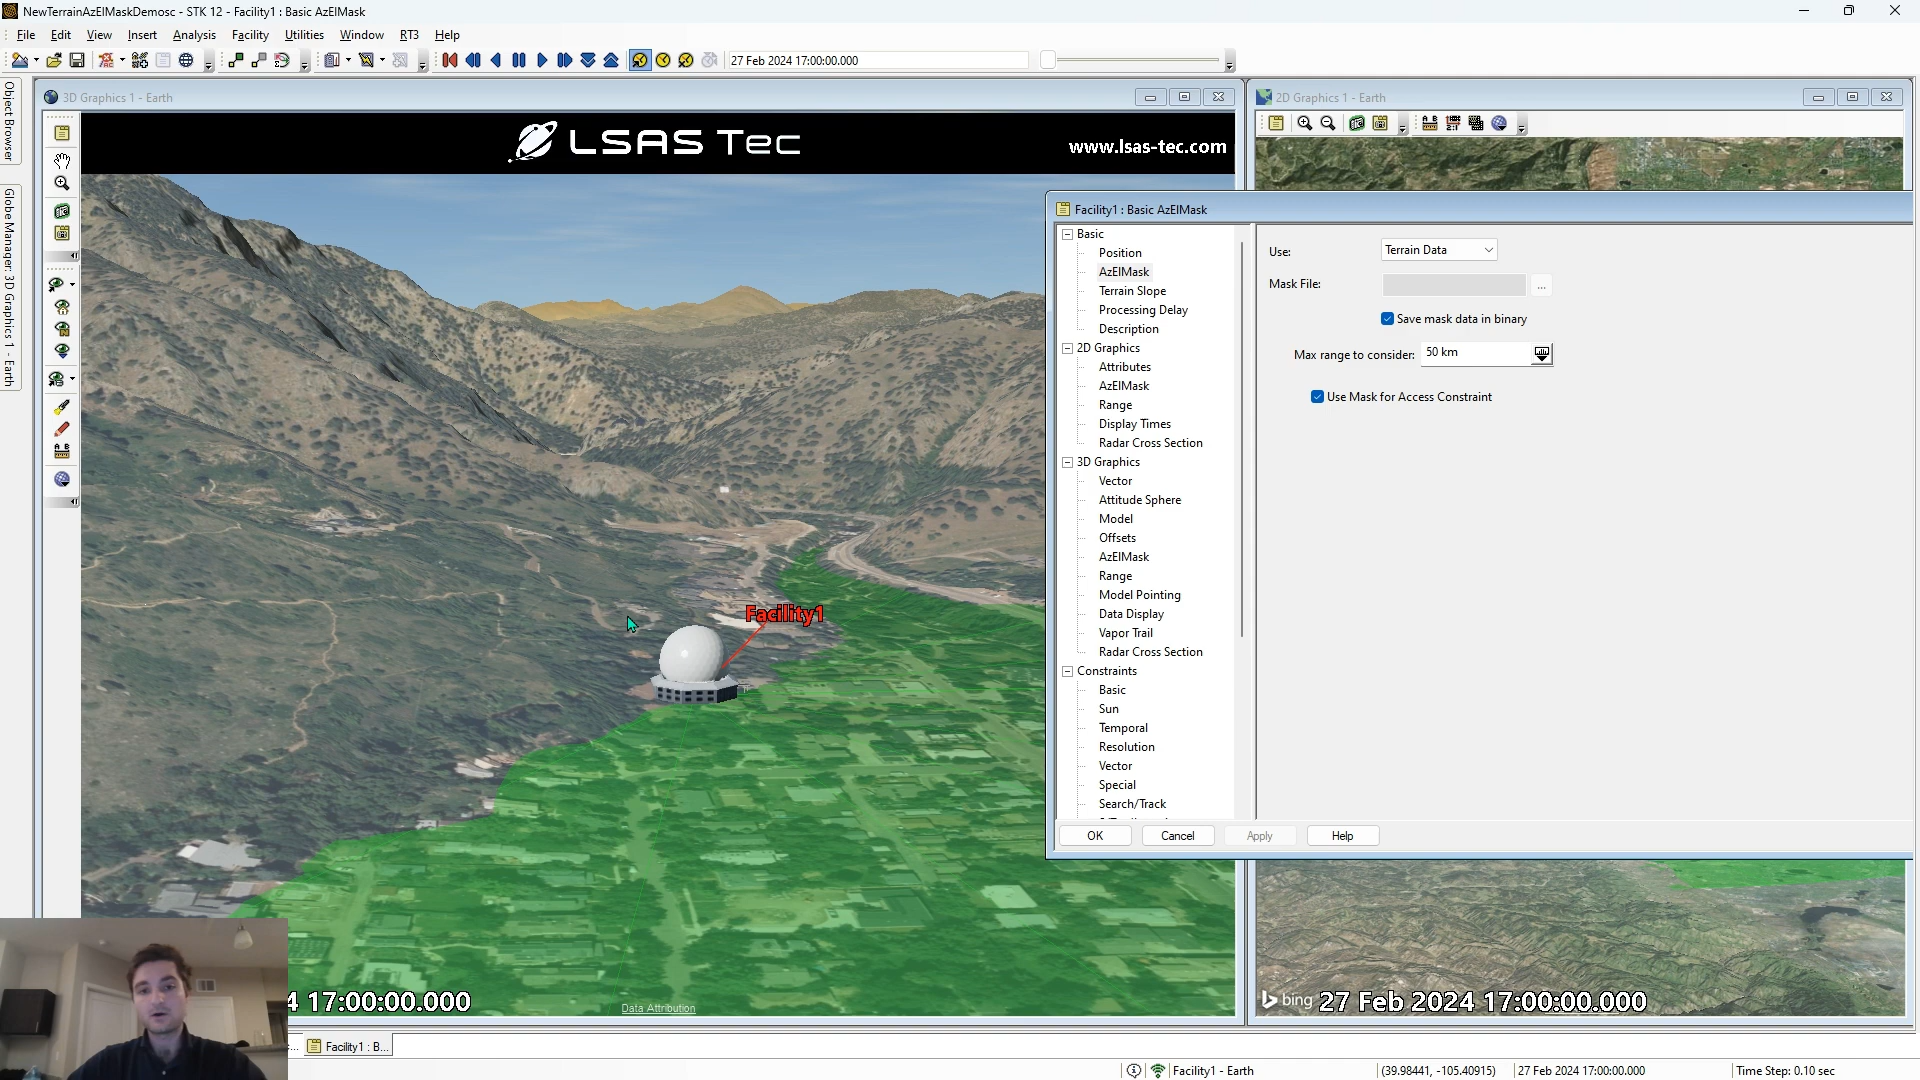 NewTerrainAzElMaskDemosc - STK 12 - Facility1 : Basic AzElMask
File Edit View Insert Analysis Facility Utilities Window RT3 Help
27 Feb 2024 17:00:00.000
Object Browser
Globe Manager: 3D Graphics 1 - Earth
3D Graphics 1 - Earth
LSAS Tec
www.lsas-tec.com
Facility1
4 17:00:00.000
Data Attribution
2D Graphics 1 - Earth
Facility1 : Basic AzElMask
Basic
Position
AzElMask
Terrain Slope
Processing Delay
Description
2D Graphics
Attributes
AzElMask
Range
Display Times
Radar Cross Section
3D Graphics
Vector
Attitude Sphere
Model
Offsets
AzElMask
Range
Model Pointing
Data Display
Vapor Trail
Radar Cross Section
Constraints
Basic
Sun
Temporal
Resolution
Vector
Special
Search/Track
Use: Terrain Data
Mask File: ...
Save mask data in binary
Max range to consider: 50 km
Use Mask for Access Constraint
OK Cancel Apply Help
bing 27 Feb 2024 17:00:00.000
Facility1 : B...
Facility1 - Earth (39.98441, -105.40915) 27 Feb 2024 17:00:00.000 Time Step: 0.10 sec